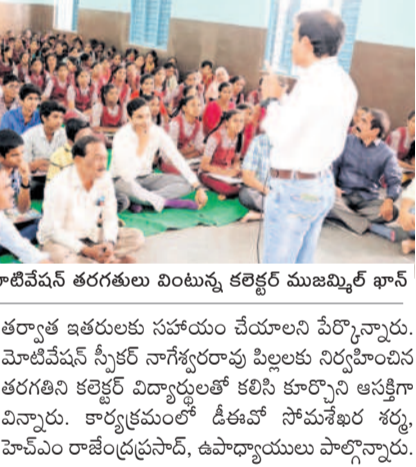 మోటివేషన్ తరగతులు వింటున్న కలెక్టర్ ముజమ్మిల్ ఖాన్
తర్వాత ఇతరులకు సహాయం చేయాలని పేర్కొన్నారు.
మోటివేషన్ స్పీకర్ నాగేశ్వరరావు పిల్లలకు నిర్వహించిన
తరగతిని కలెక్టర్ విద్యార్థులతో కలిసి కూర్చొని ఆసక్తిగా
విన్నారు. కార్యక్రమంలో డీఈవో సోమశేఖర శర్మ,
హెచ్ఎం రాజేంద్రప్రసాద్, ఉపాధ్యాయులు పాల్గొన్నారు.